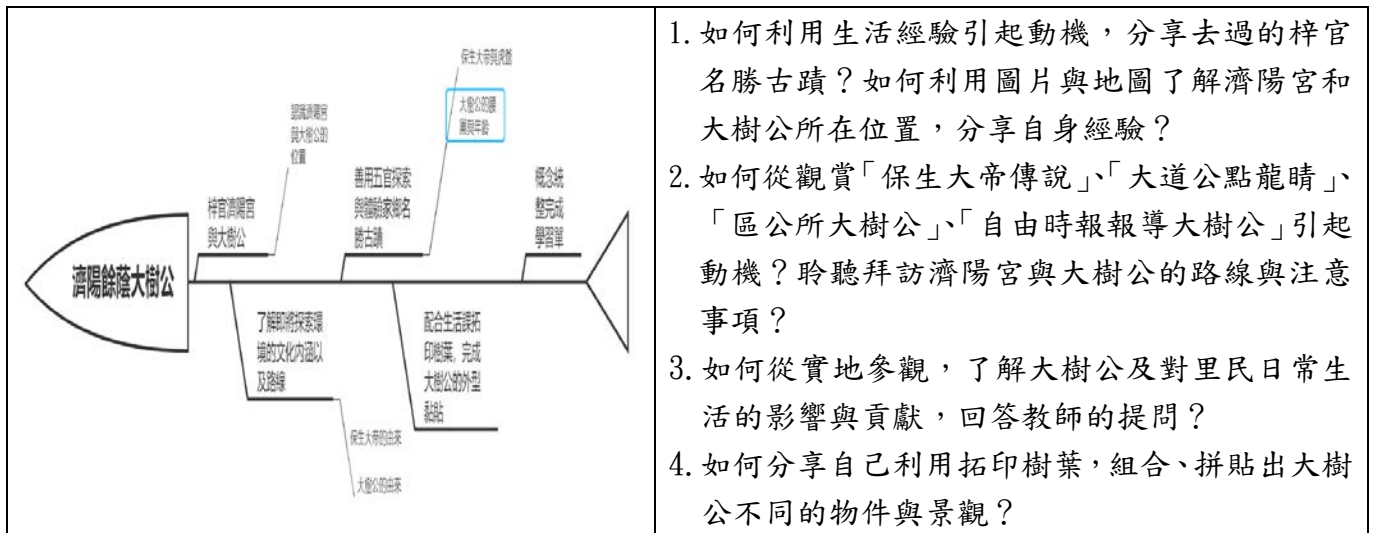 保生大帝與虎爺
大樹公的腰
圍與年齡
認識濟陽宮
與大樹公的
位置
善用五官探索
與體驗家鄉名
勝古蹟
概念統
整完成
學習單
梓官濟陽宮
與大樹公
濟陽餘蔭大樹公
了解即將探索環
境的文化內涵以
及路線
配合生活課拓
印樹葉，完成
大樹公的外型
黏貼
保生大帝的由來
大樹公的由來
1.如何利用生活經驗引起動機，分享去過的梓官
名勝古蹟？如何利用圖片與地圖了解濟陽宮和
大樹公所在位置，分享自身經驗？
2.如何從觀賞「保生大帝傳說」、「大道公點龍睛」、
「區公所大樹公」、「自由時報報導大樹公」引起
動機？聆聽拜訪濟陽宮與大樹公的路線與注意
事項？
3.如何從實地參觀，了解大樹公及對里民日常生
活的影響與貢獻，回答教師的提問？
4.如何分享自己利用拓印樹葉，組合、拼貼出大樹
公不同的物件與景觀？